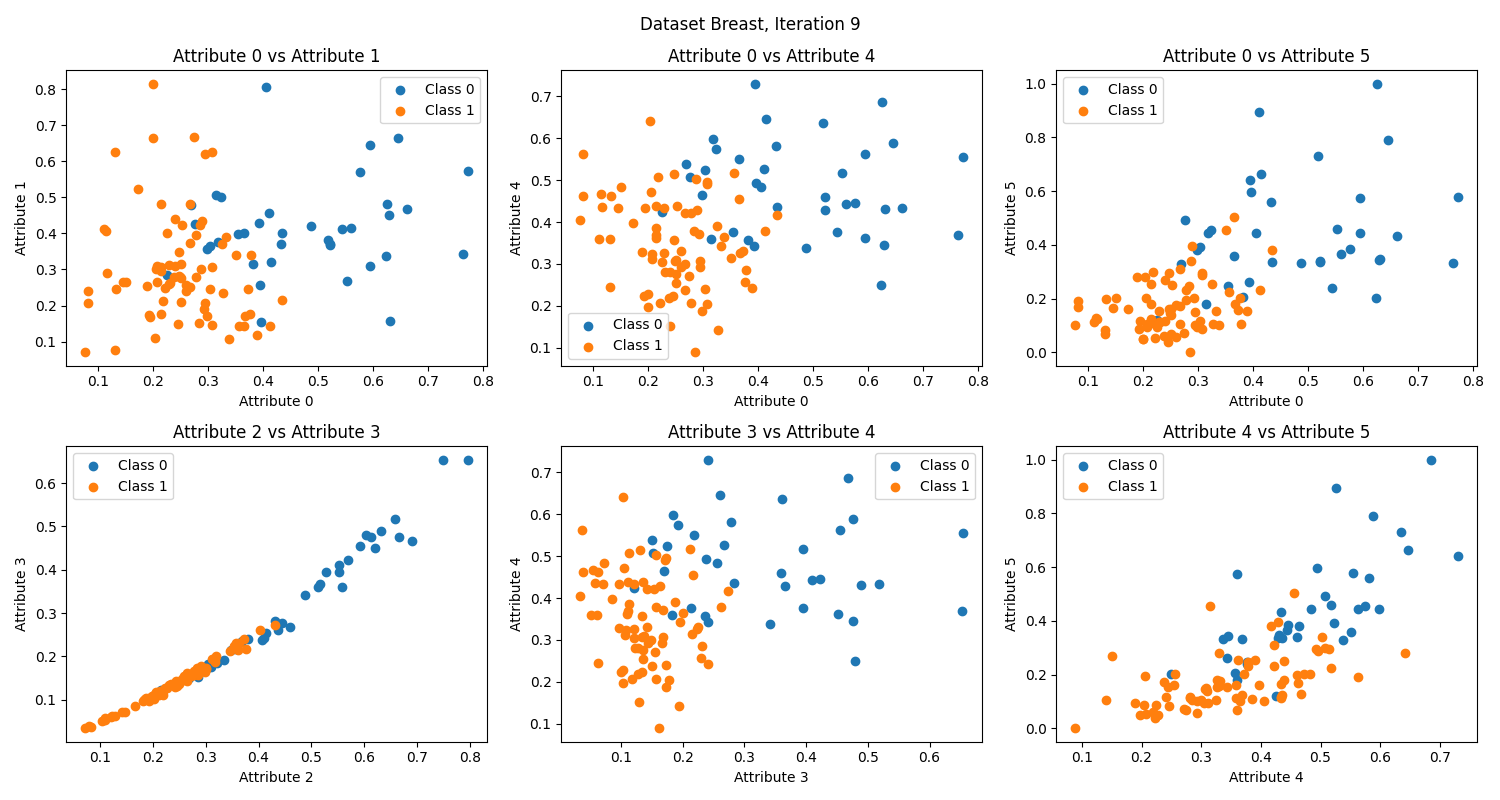 Dataset Breast, Iteration 9
Attribute 0 vs Attribute 1
Class 0
Class 1
0.8
0.7
0.6
0.5
0.4
0.3
0.2
0.1
Attribute 1
0.1 0.2 0.3 0.4 0.5 0.6 0.7 0.8
Attribute 0
Attribute 0 vs Attribute 4
0.7
0.6
0.5
0.4
0.3
0.2
0.1
Attribute 4
Class 0
Class 1
0.1 0.2 0.3 0.4 0.5 0.6 0.7 0.8
Attribute 0
Attribute 0 vs Attribute 5
Class 0
Class 1
1.0
0.8
0.6
0.4
0.2
0.0
Attribute 5
0.1 0.2 0.3 0.4 0.5 0.6 0.7 0.8
Attribute 0
Attribute 2 vs Attribute 3
Class 0
Class 1
0.6
0.5
0.4
0.3
0.2
0.1
Attribute 3
0.1 0.2 0.3 0.4 0.5 0.6 0.7 0.8
Attribute 2
Attribute 3 vs Attribute 4
Class 0
Class 1
0.7
0.6
0.5
0.4
0.3
0.2
0.1
Attribute 4
0.1 0.2 0.3 0.4 0.5 0.6
Attribute 3
Attribute 4 vs Attribute 5
Class 0
Class 1
1.0
0.8
0.6
0.4
0.2
0.0
Attribute 5
0.1 0.2 0.3 0.4 0.5 0.6 0.7
Attribute 4